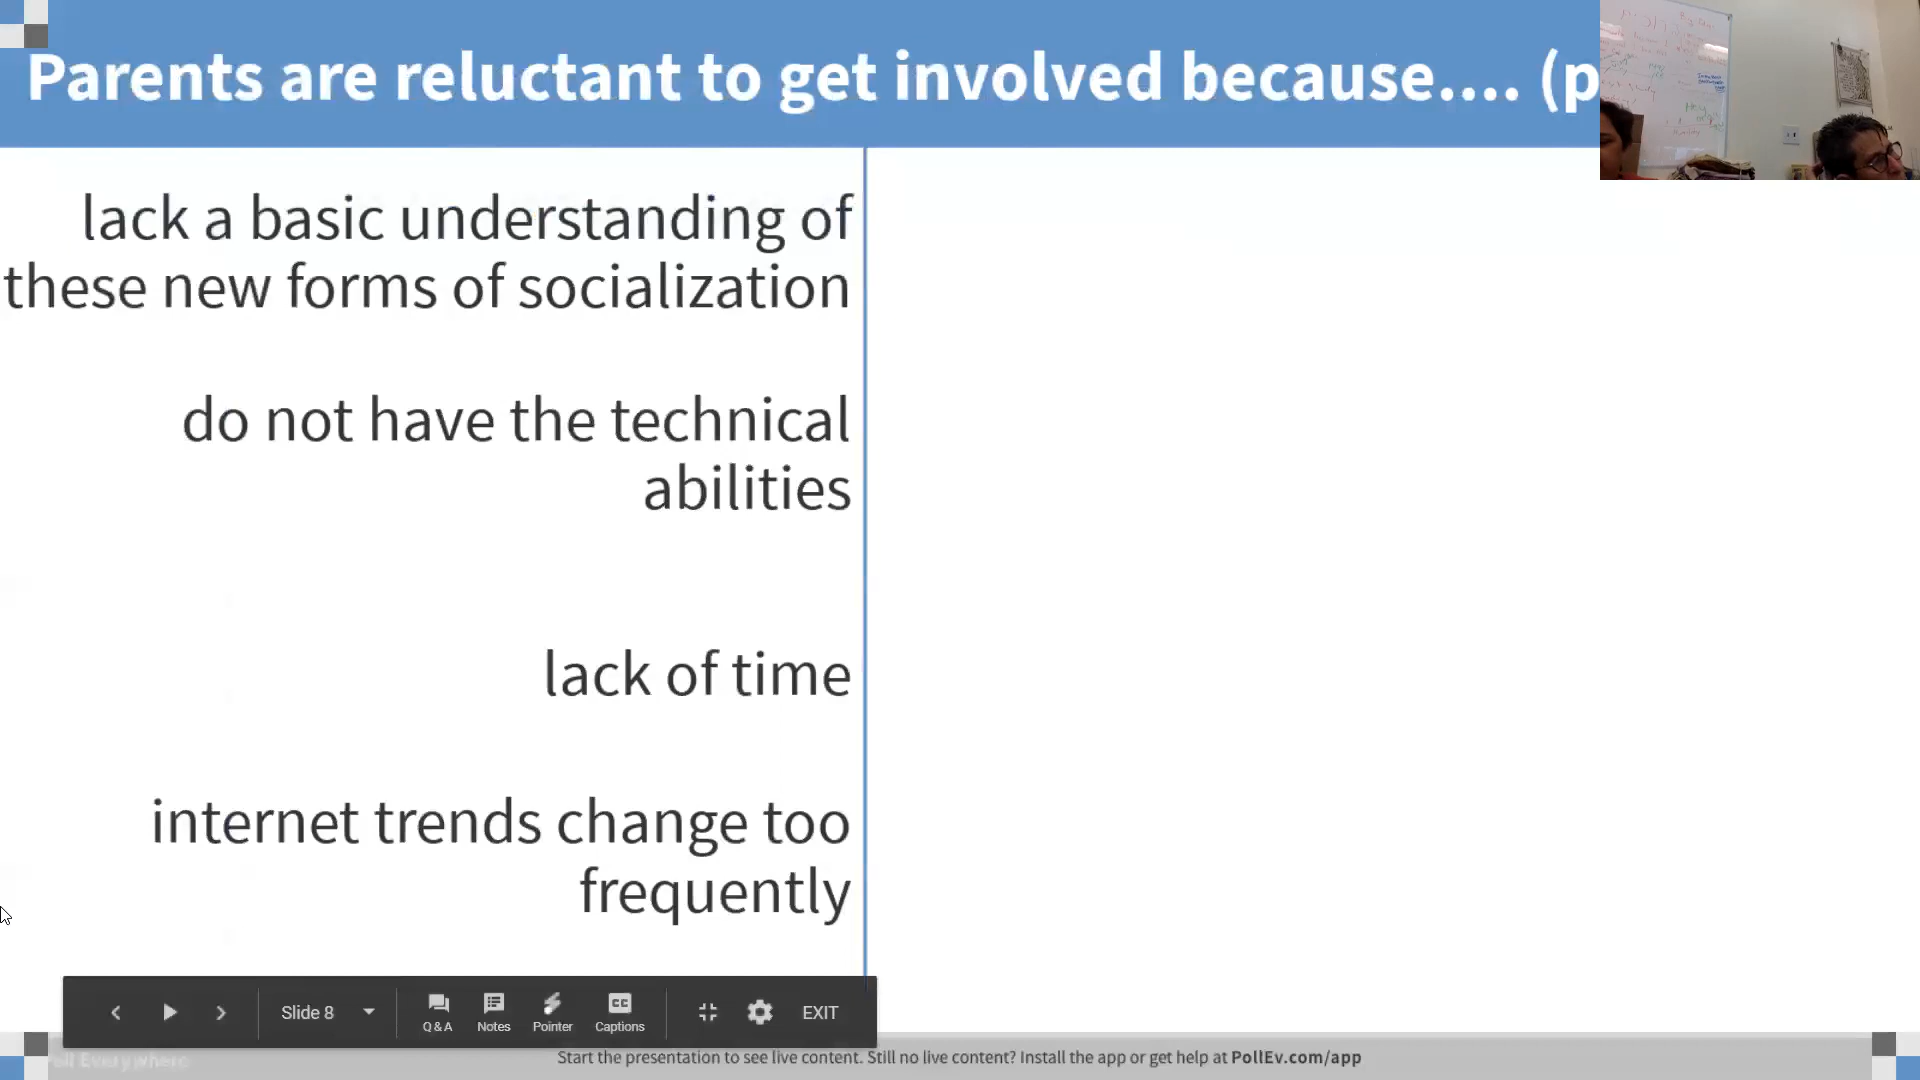 Parents are reluctant to get involved because.... (p
lack a basic understanding of
these new forms of socialization
do not have the technical
abilities
lack of time
internet trends change too
frequently
Slide 8
Q & A
Notes
Pointer
Captions
EXIT
Everywhere
Start the presentation to see live content. Still no live content? Install the app or get help at PollEv.com/app